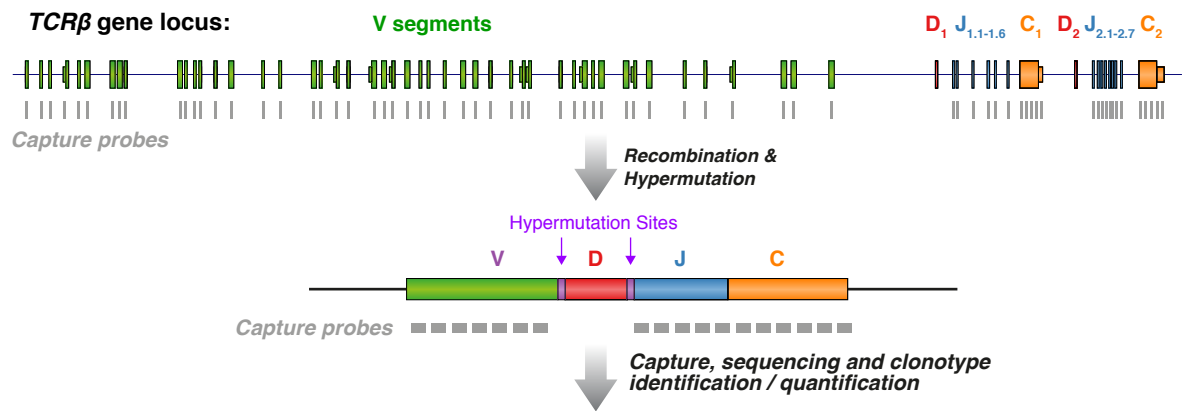 TCRβ gene locus: V segments D1 J1.1-1.6 C1 D2 J2.1-2.7 C2
Capture probes
Recombination &
Hypermutation
Hypermutation Sites
V D J C
Capture probes
Capture, sequencing and clonotype
identification / quantification